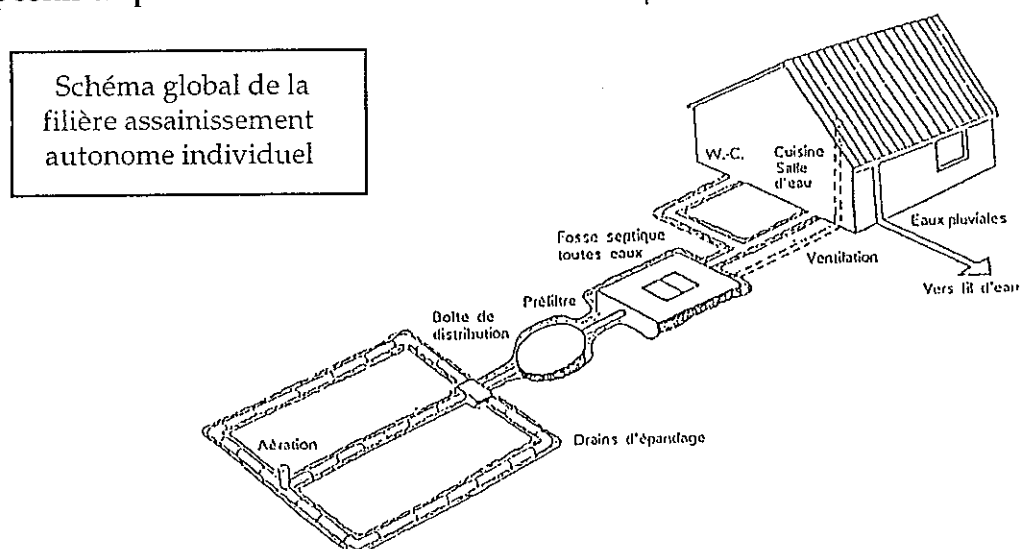 Schéma global de la
filière assainissement
autonome individuel
W.-C.
Cuisine
Salle
d'eau
Eaux pluviales
Fosse septique
toutes eaux
Ventilation
Vers lit d'eau
Préfiltre
Boîte de
distribution
Aération
Drains d'épandage